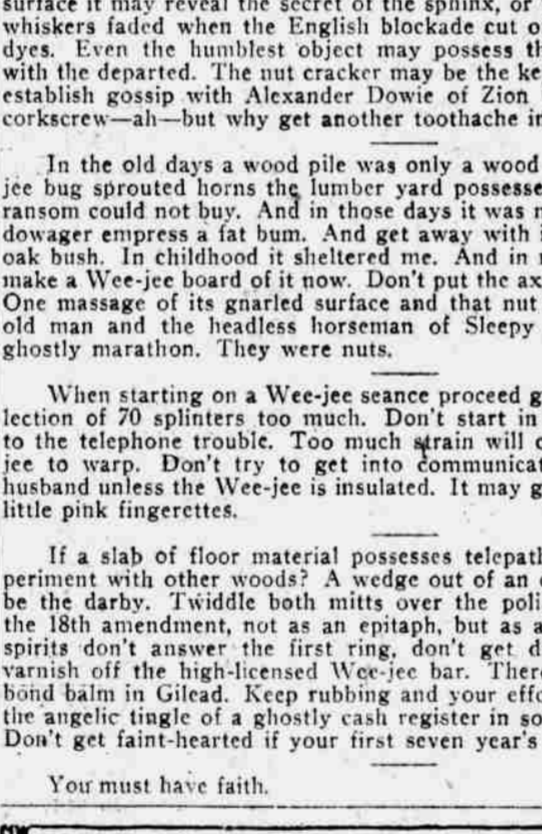 surface it may reveal the secret of the sphinx, or
whiskers faded when the English blockade cut o
dyes. Even the humblest object may possess th
with the departed. The nut cracker may be the ke
establish gossip with Alexander Dowie of Zion
corkscrew—ah—but why get another toothache in
In the old days a wood pile was only a wood
jee bug sprouted horns the lumber yard possesse
ransom could not buy. And in those days it was n
dowager empress a fat bum. And get away with i
oak bush. In childhood it sheltered me. And in
make a Wee-jee board of it now. Don't put the ax
One massage of its gnarled surface and that nut
old man and the headless horseman of Sleepy
ghostly marathon. They were nuts.
When starting on a Wee-jee seance proceed g
lection of 70 splinters too much. Don't start in
to the telephone trouble. Too much strain will c
jee to warp. Don't try to get into communicat
husband unless the Wee-jee is insulated. It may g
little pink fingerettes.
If a slab of floor material possesses telepath
periment with other woods? A wedge out of an
be the darby. Twiddle both mitts over the poli
the 18th amendment, not as an epitaph, but as a
spirits don't answer the first ring, don't get d
varnish off the high-licensed Wee-jee bar. There
bond balm in Gilead. Keep rubbing and your effo
the angelic tingle of a ghostly cash register in so
Don't get faint-hearted if your first seven year's
You must have faith.